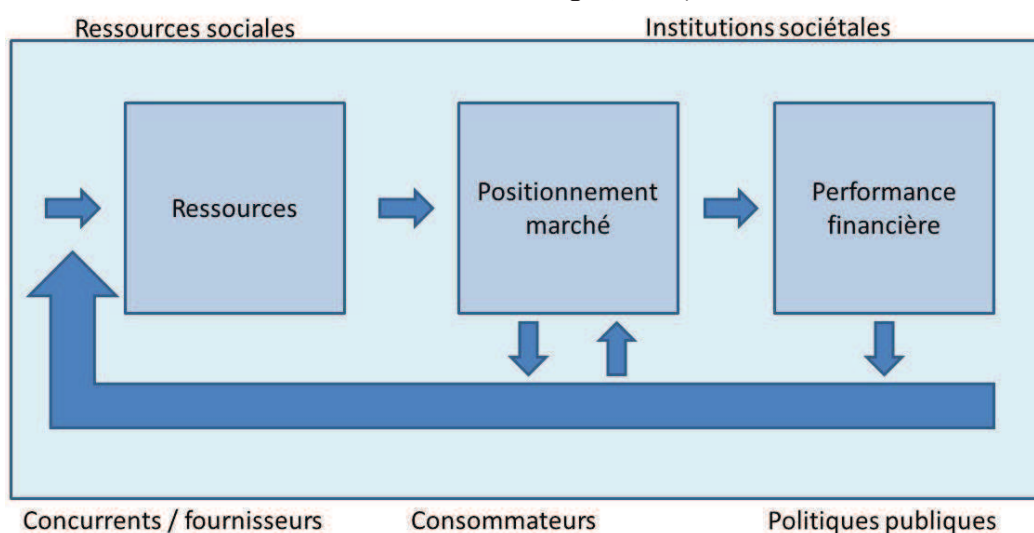 Ressources sociales
Institutions sociétales
Ressources
Positionnement
marché
Performance
financière
Concurrents / fournisseurs
Consommateurs
Politiques publiques